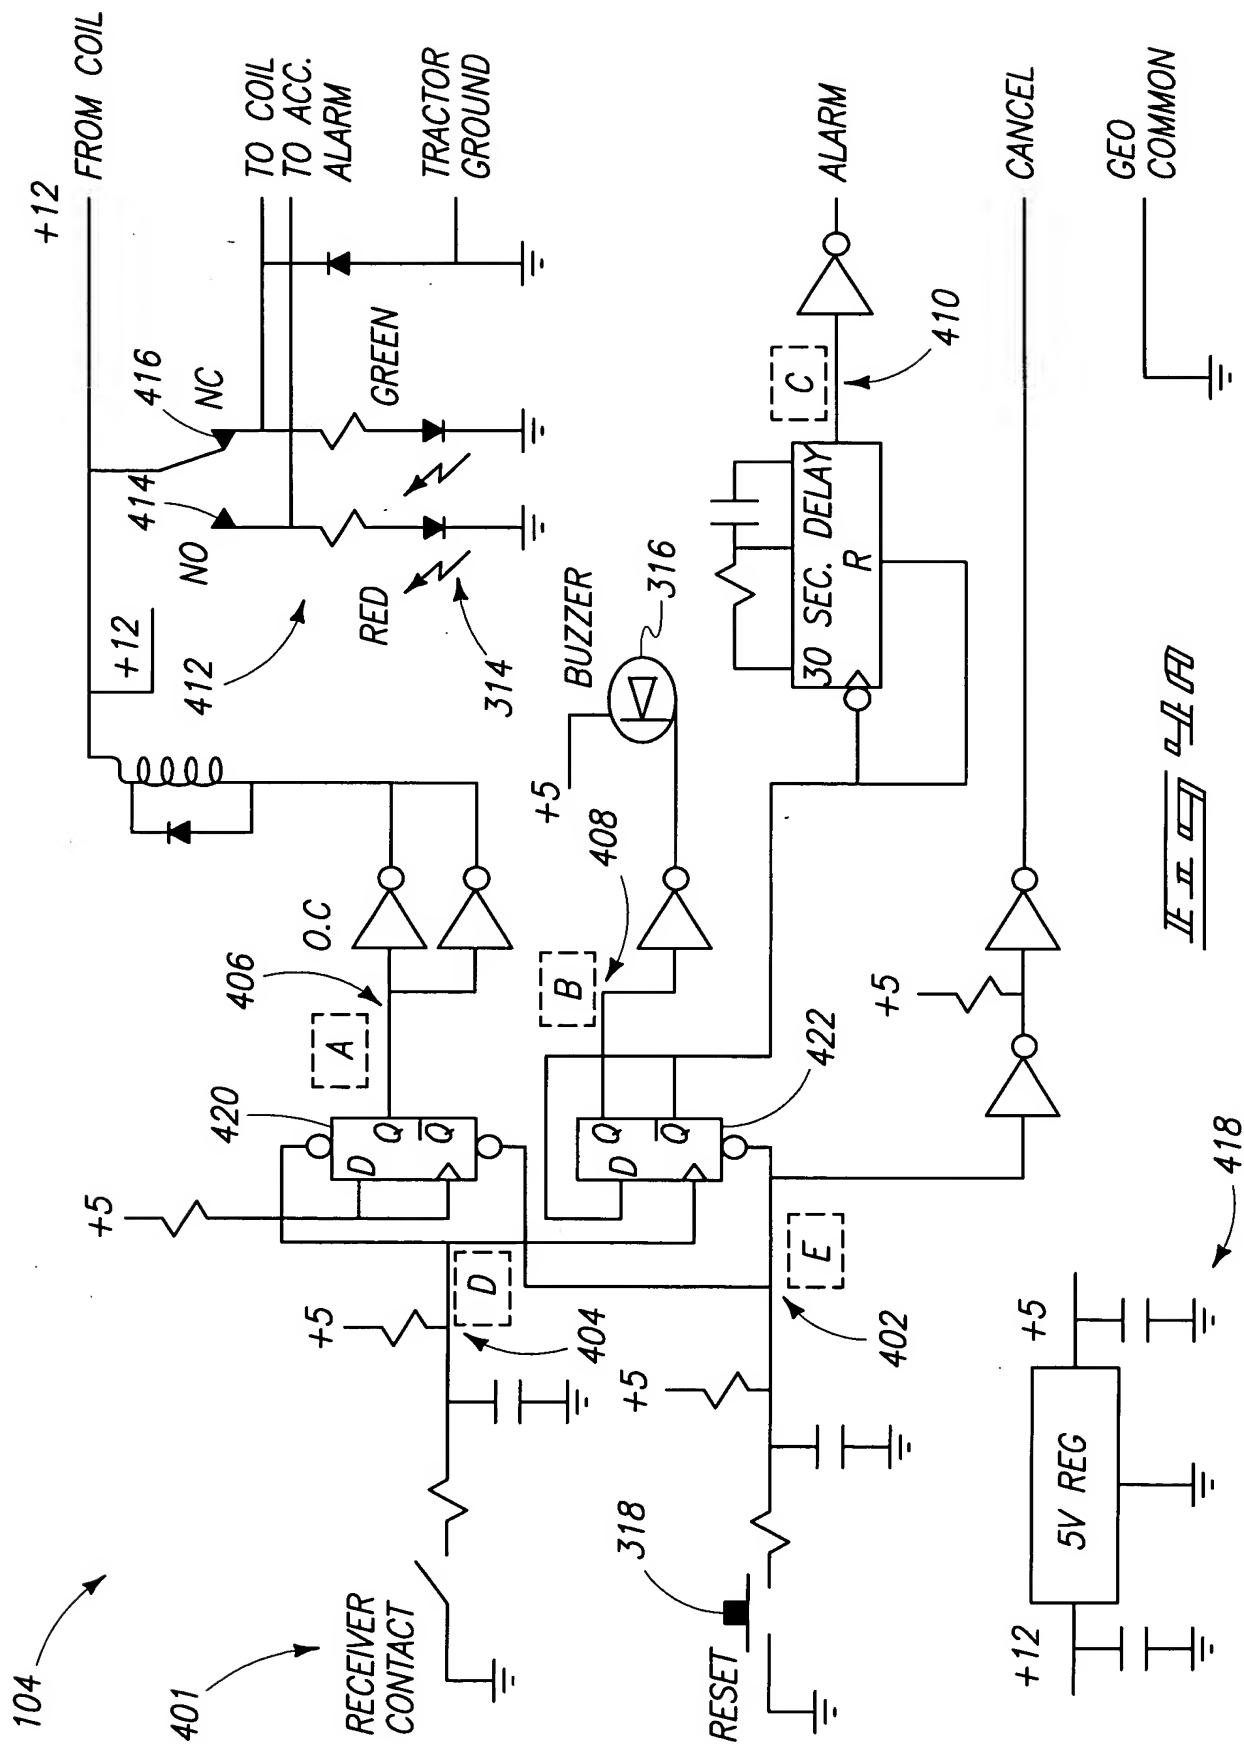 104
401
RECEIVER
CONTACT
+5
D
404
+5
420
D
Q
Q
A
406
O.C
+12
+12
FROM COIL
412
NO
414
416
NC
RED
GREEN
314
TO COIL
TO ACC.
ALARM
TRACTOR
GROUND
RESET
318
+5
402
E
D
Q
Q
422
B
408
+5
BUZZER
316
30 SEC. DELAY
R
C
410
ALARM
+5
CANCEL
GEO
COMMON
+12
5V REG
+5
418
FIG 4A